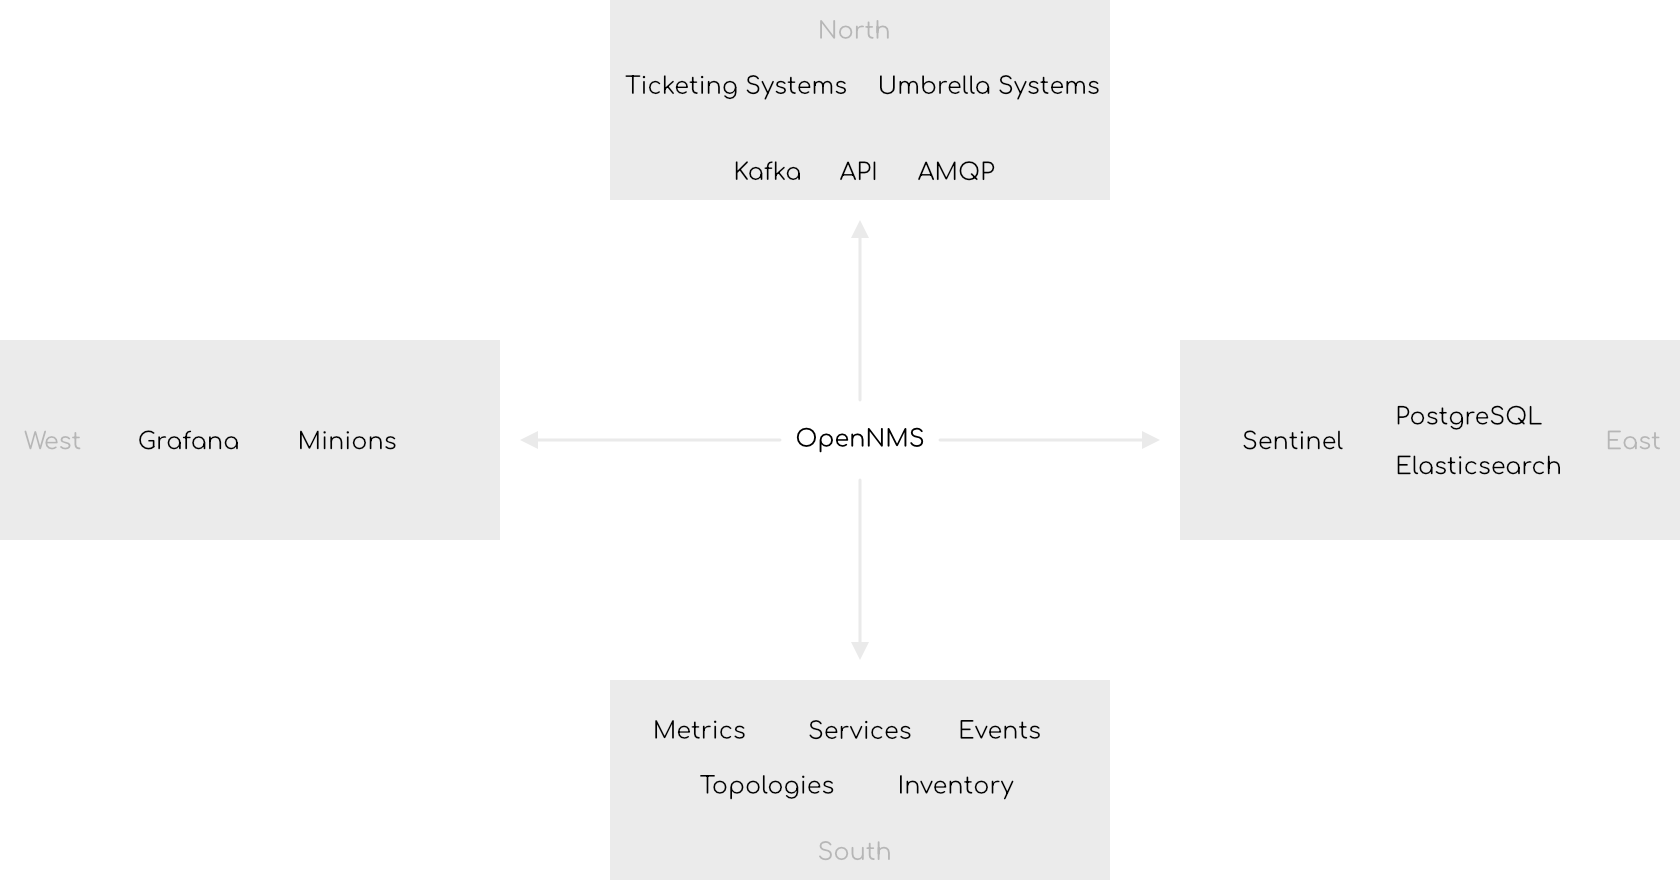 North
Ticketing Systems Umbrella Systems
Kafka API AMQP
West Grafana Minions
OpenNMS
Sentinel
PostgreSQL
Elasticsearch
East
Metrics Services Events
Topologies Inventory
South